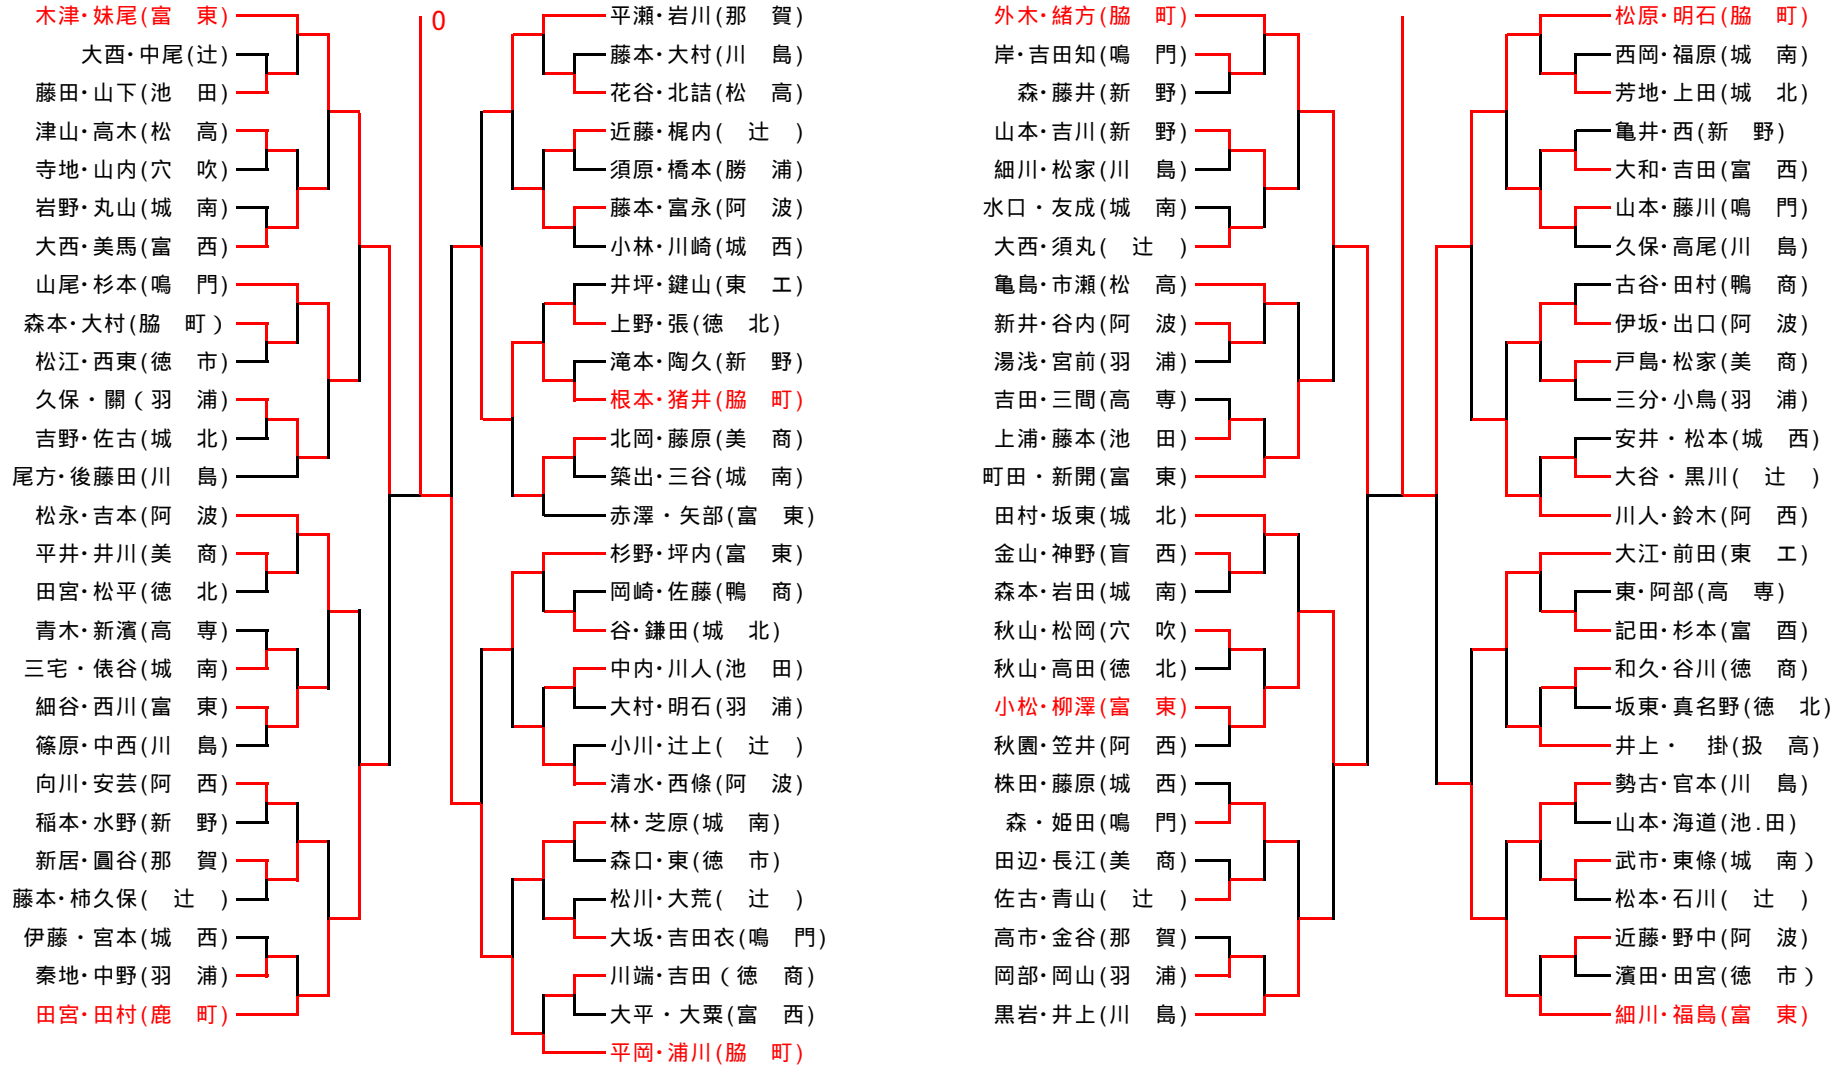 木津・妹尾(富　東)
大酉・中尾(辻)
藤田・山下(池　田)
津山・高木(松　高)
寺地・山内(穴　吹)
岩野・丸山(城　南)
大西・美馬(富　西)
山尾・杉本(鳴　門)
森本・大村(脇　町)
松江・西東(徳　市)
久保・關(羽　浦)
吉野・佐古(城　北)
尾方・後藤田(川　島)
松永・吉本(阿　波)
平井・井川(美　商)
田宮・松平(徳　北)
青木・新濱(高　専)
三宅・俵谷(城　南)
細谷・西川(富　東)
篠原・中西(川　島)
向川・安芸(阿　西)
稲本・水野(新　野)
新居・圓谷(那　賀)
藤本・柿久保(　辻　)
伊藤・宮本(城　西)
秦地・中野(羽　浦)
田宮・田村(鹿　町)
0
平瀬・岩川(那　賀)
藤本・大村(川　島)
花谷・北詰(松　高)
近藤・梶内(　辻　)
須原・橋本(勝　浦)
藤本・富永(阿　波)
小林・川崎(城　西)
井坪・鍵山(東　エ)
上野・張(徳　北)
滝本・陶久(新　野)
根本・猪井(脇　町)
北岡・藤原(美　商)
築出・三谷(城　南)
赤澤・矢部(富　東)
杉野・坪内(富　東)
岡崎・佐藤(鴨　商)
谷・鎌田(城　北)
中内・川人(池　田)
大村・明石(羽　浦)
小川・辻上(　辻　)
清水・西條(阿　波)
林・芝原(城　南)
森口・東(徳　市)
松川・大荒(　辻　)
大坂・吉田衣(鳴　門)
川端・吉田(徳　商)
大平・大粟(富　西)
平岡・浦川(脇　町)
外木・緒方(脇　町)
岸・吉田知(鳴　門)
森・藤井(新　野)
山本・吉川(新　野)
細川・松家(川　島)
水口・友成(城　南)
大西・須丸(　辻　)
亀島・市瀬(松　高)
新井・谷内(阿　波)
湯浅・宮前(羽　浦)
吉田・三間(高　専)
上浦・藤本(池　田)
町田・新開(富　東)
田村・坂東(城　北)
金山・神野(盲　西)
森本・岩田(城　南)
秋山・松岡(穴　吹)
秋山・高田(徳　北)
小松・柳澤(富　東)
秋園・笠井(阿　西)
株田・藤原(城　西)
森・姫田(鳴　門)
田辺・長江(美　商)
佐古・青山(　辻　)
高市・金谷(那　賀)
岡部・岡山(羽　浦)
黒岩・井上(川　島)
松原・明石(脇　町)
西岡・福原(城　南)
芳地・上田(城　北)
亀井・西(新　野)
大和・吉田(富　西)
山本・藤川(鳴　門)
久保・高尾(川　島)
古谷・田村(鴨　商)
伊坂・出口(阿　波)
戸島・松家(美　商)
三分・小鳥(羽　浦)
安井・松本(城　西)
大谷・黒川(　辻　)
川人・鈴木(阿　西)
大江・前田(東　エ)
東・阿部(高　専)
記田・杉本(富　酉)
和久・谷川(徳　商)
坂東・真名野(徳　北)
井上・　掛(扱　高)
勢古・官本(川　島)
山本・海道(池.田)
武市・東條(城　南)
松本・石川(　辻　)
近藤・野中(阿　波)
濱田・田宮(徳　市)
細川・福島(富　東)